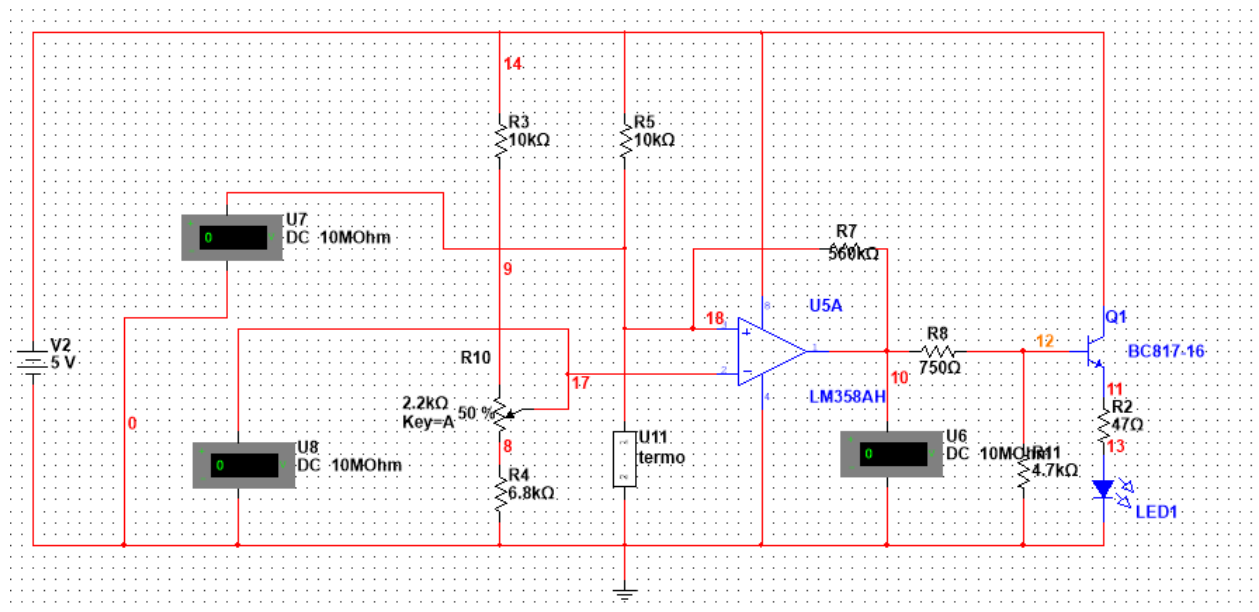 14
R3
10kΩ
R5
10kΩ
U7
0
DC 10MOhm
R7
560kΩ
9
8
U5A
Q1
18
3
1
2
R8
12
BC817-16
V2
5 V
R10
17
10
750Ω
11
2.2kΩ
50 %
Key=A
LM358AH
4
R2
47Ω
0
8
U8
0
DC 10MOhm
U11
termo
1
2
U6
0
DC 10MOhm
R11
4.7kΩ
13
R4
6.8kΩ
LED1